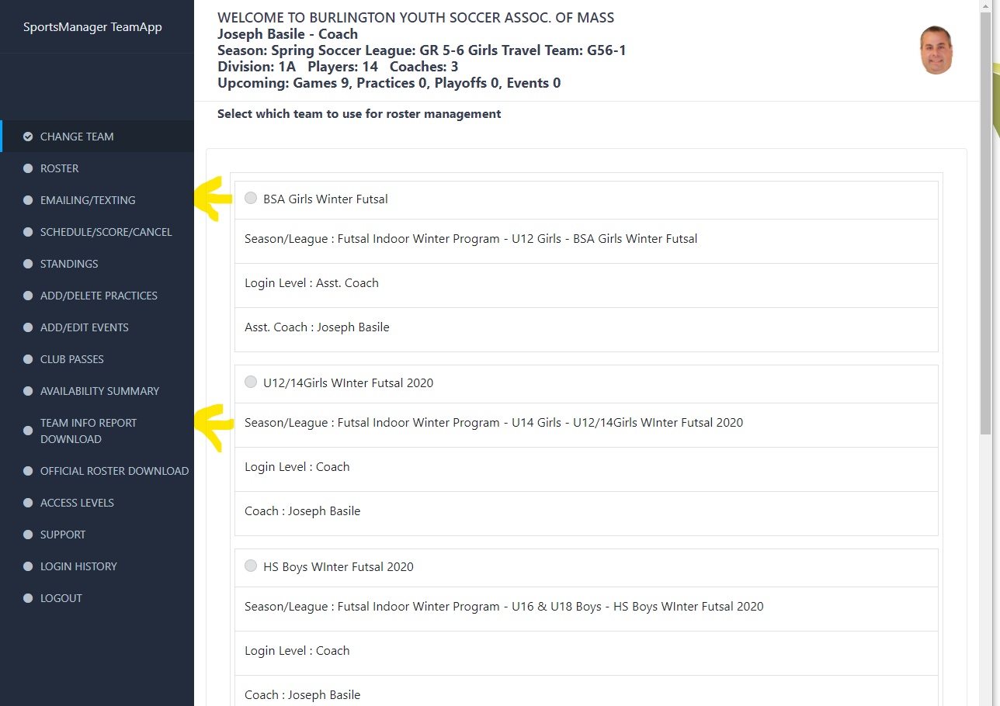 SportsManager TeamApp
WELCOME TO BURLINGTON YOUTH SOCCER ASSOC. OF MASS
Joseph Basile - Coach
Season: Spring Soccer League: GR 5-6 Girls Travel Team: G56-1
Division: 1A Players: 14 Coaches: 3
Upcoming: Games 9, Practices 0, Playoffs 0, Events 0
Select which team to use for roster management
CHANGE TEAM
ROSTER
EMAILING/TEXTING
SCHEDULE/SCORE/CANCEL
STANDINGS
ADD/DELETE PRACTICES
ADD/EDIT EVENTS
CLUB PASSES
AVAILABILITY SUMMARY
TEAM INFO REPORT
DOWNLOAD
OFFICIAL ROSTER DOWNLOAD
ACCESS LEVELS
SUPPORT
LOGIN HISTORY
LOGOUT
BSA Girls Winter Futsal
Season/League : Futsal Indoor Winter Program - U12 Girls - BSA Girls Winter Futsal
Login Level : Asst. Coach
Asst. Coach : Joseph Basile
U12/14Girls WInter Futsal 2020
Season/League : Futsal Indoor Winter Program - U14 Girls - U12/14Girls WInter Futsal 2020
Login Level : Coach
Coach : Joseph Basile
HS Boys WInter Futsal 2020
Season/League : Futsal Indoor Winter Program - U16 & U18 Boys - HS Boys WInter Futsal 2020
Login Level : Coach
Coach : Joseph Basile